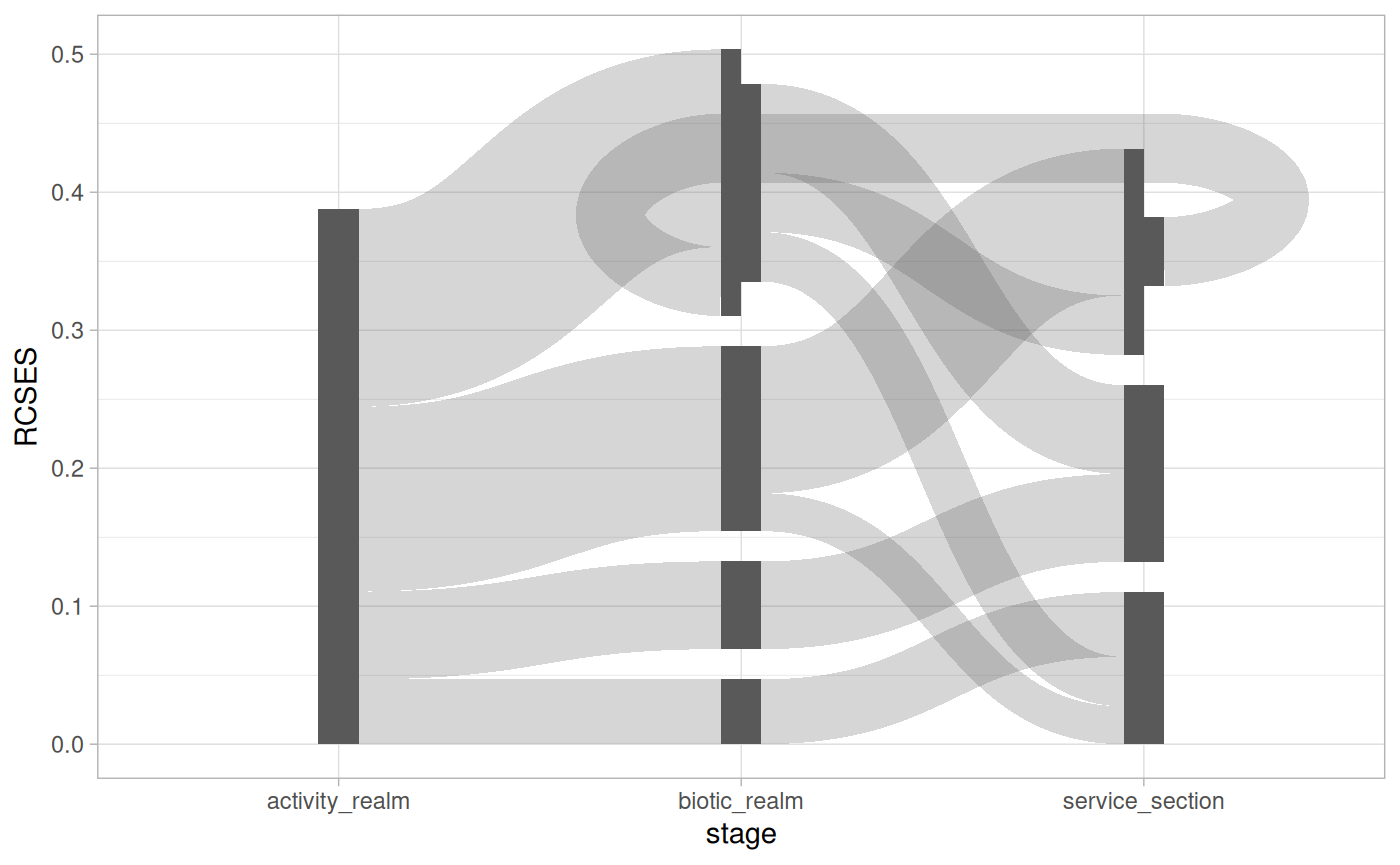 0.5
0.4
0.3
0.2
0.1
0.0
RCSES
activity_realm
biotic_realm
service_section
stage